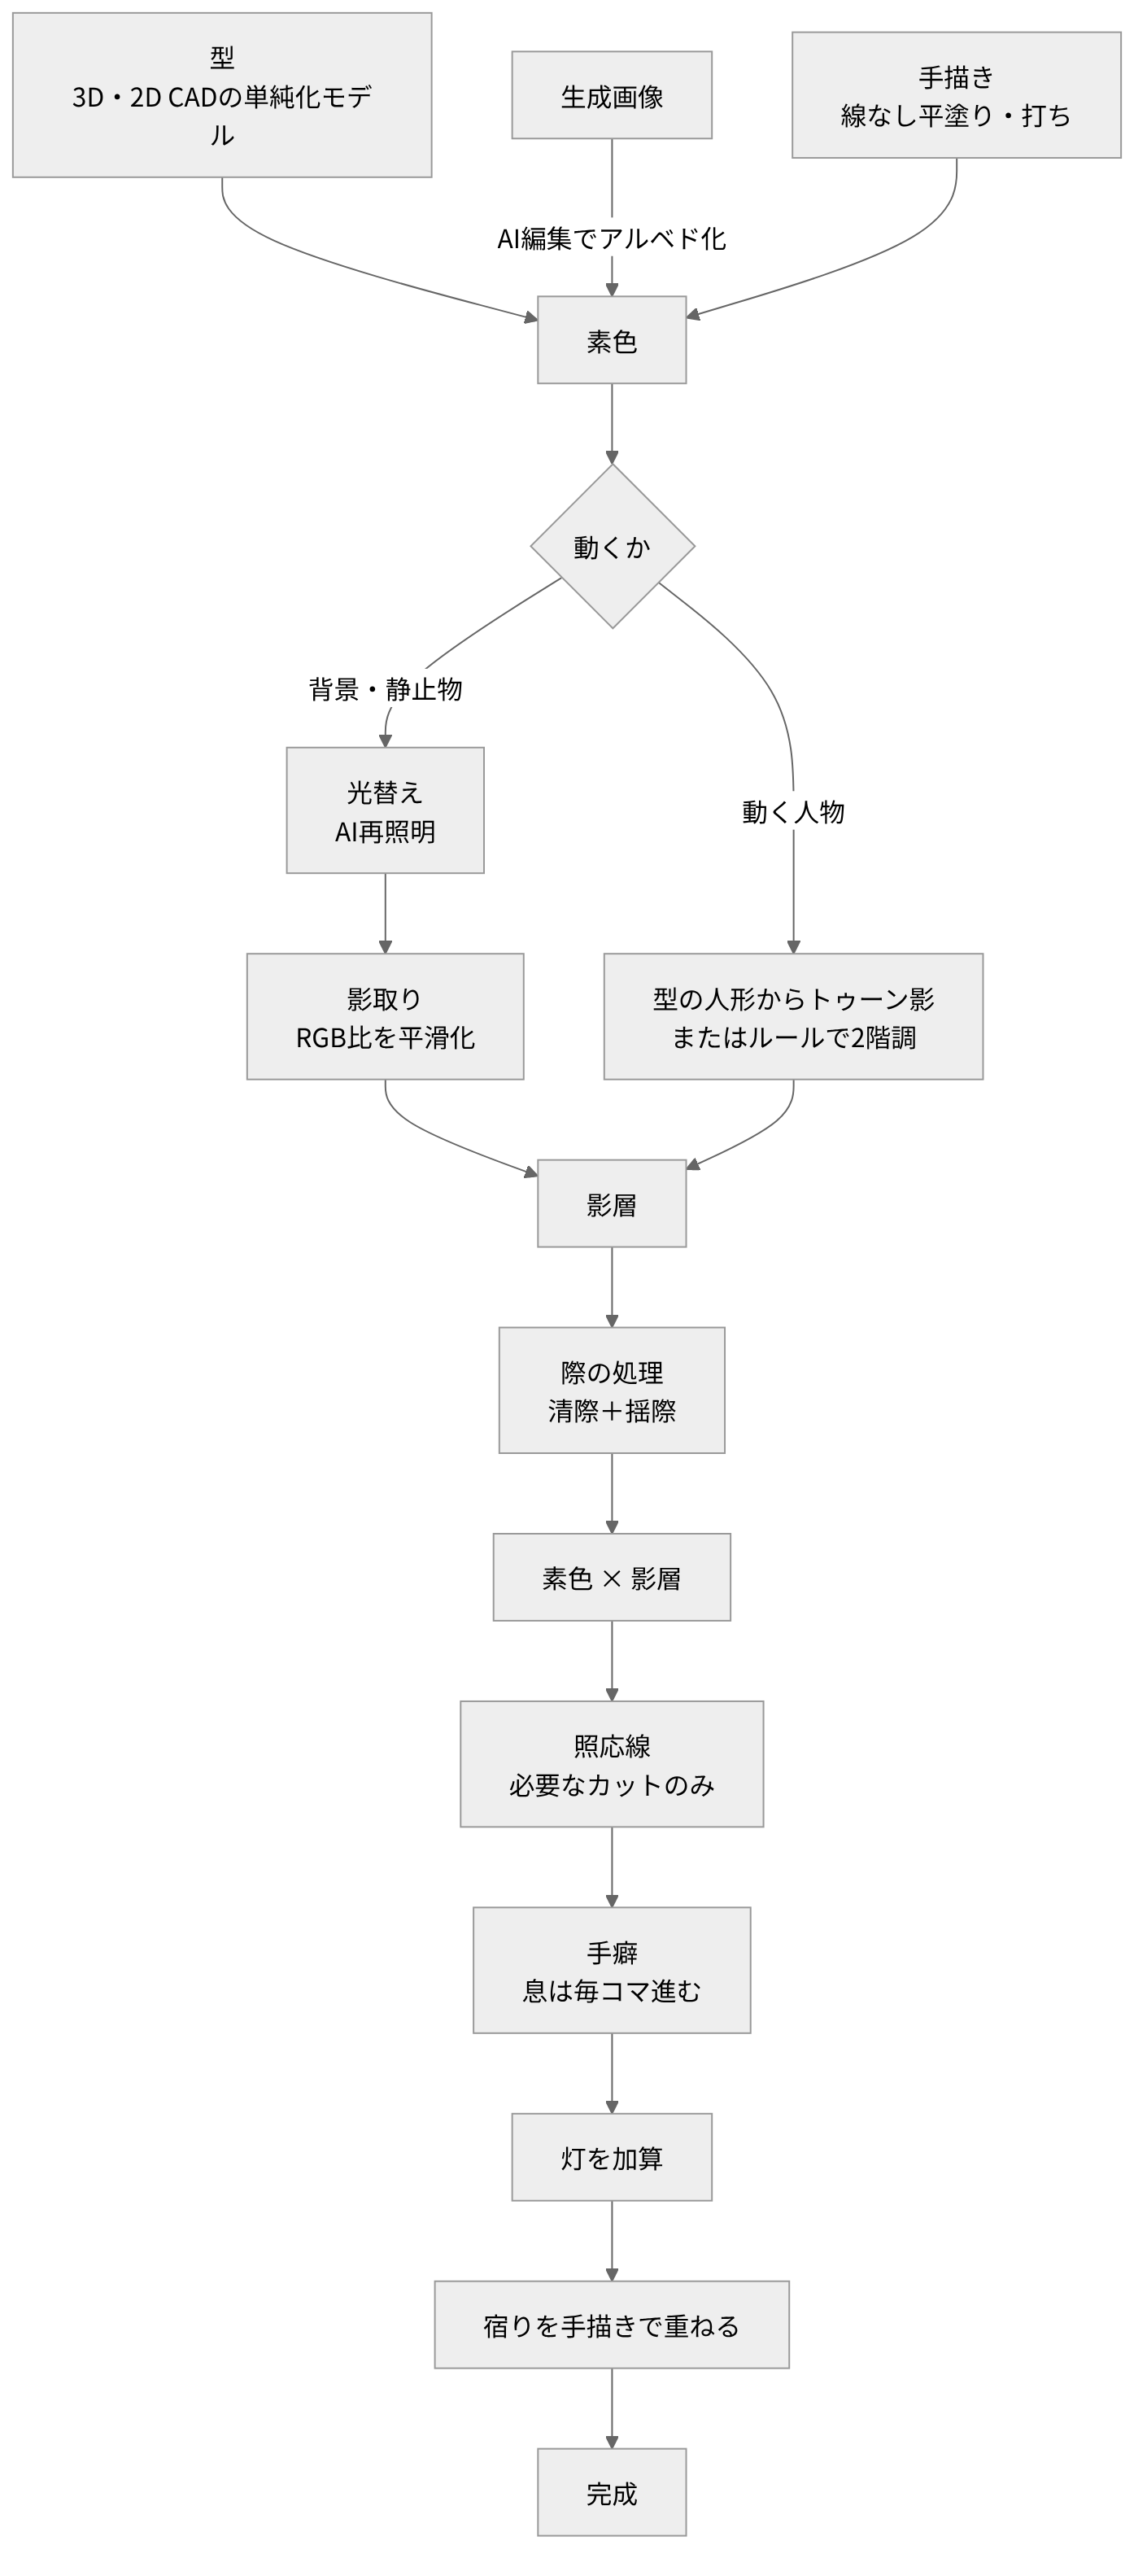 型
3D・2D CADの単純化モデ
ル
生成画像
手描き
線なし平塗り・打ち
AI編集でアルベド化
素色
動くか
背景・静止物
光替え
AI再照明
動く人物
影取り
RGB比を平滑化
型の人形からトゥーン影
またはルールで2階調
影層
際の処理
清際＋揺際
素色 × 影層
照応線
必要なカットのみ
手癖
息は毎コマ進む
灯を加算
宿りを手描きで重ねる
完成